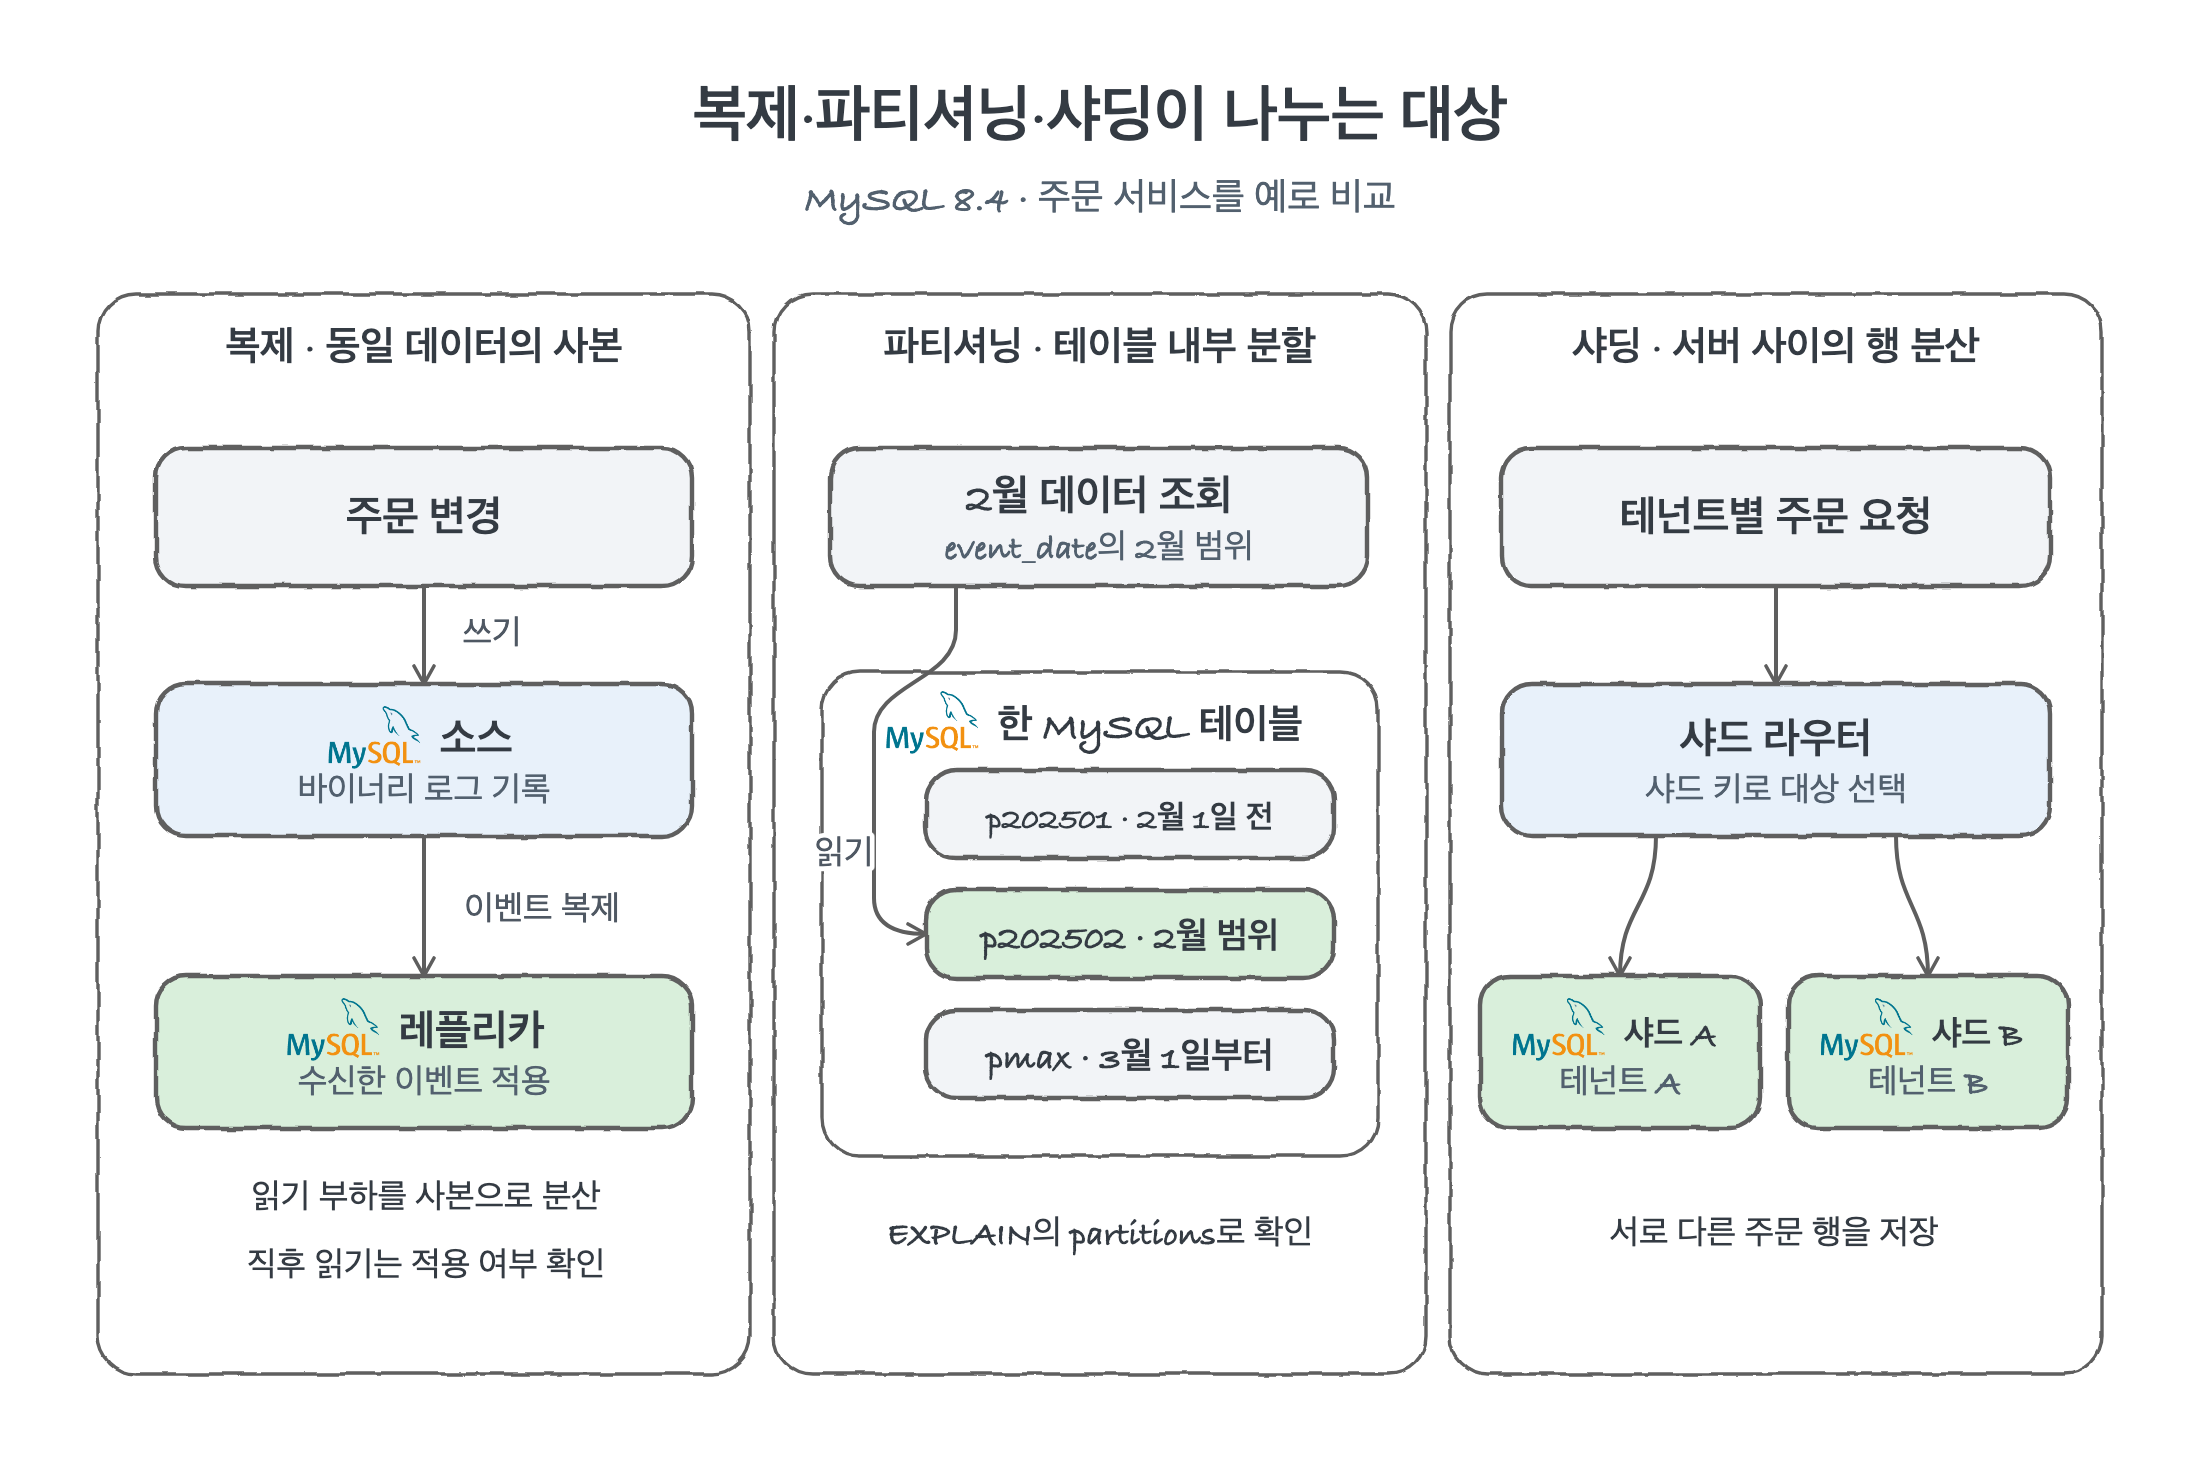 복제·파티셔닝·샤딩이 나누는 대상
MySQL 8.4 · 주문 서비스를 예로 비교
복제 · 동일 데이터의 사본
주문 변경
쓰기
MySQL™ 소스
바이너리 로그 기록
이벤트 복제
MySQL™ 레플리카
수신한 이벤트 적용
읽기 부하를 사본으로 분산
직후 읽기는 적용 여부 확인
파티셔닝 · 테이블 내부 분할
2월 데이터 조회
event_date의 2월 범위
MySQL™ 한 MySQL 테이블
p202501 · 2월 1일 전
읽기
p202502 · 2월 범위
pmax · 3월 1일부터
EXPLAIN의 partitions로 확인
샤딩 · 서버 사이의 행 분산
테넌트별 주문 요청
샤드 라우터
샤드 키로 대상 선택
MySQL™ 샤드 A
테넌트 A
MySQL™ 샤드 B
테넌트 B
서로 다른 주문 행을 저장